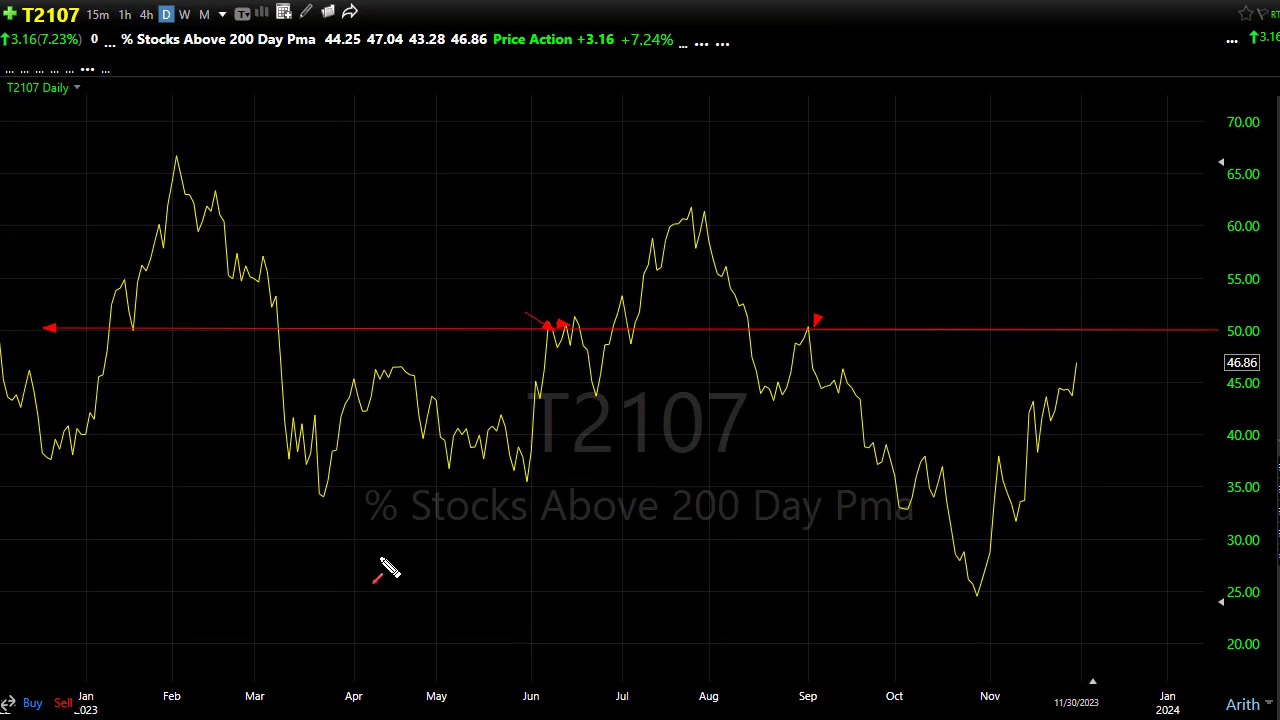 T2107 15m 1h 4h D W M T
3.16(7.23%) 0 ... % Stocks Above 200 Day Pma 44.25 47.04 43.28 46.86 Price Action +3.16 +7.24% ... ... ... ... 3.16
... ... ... ... ... ... ...
T2107 Daily
70.00
65.00
60.00
55.00
50.00
46.86
45.00
40.00
35.00
30.00
25.00
20.00
T2107
% Stocks Above 200 Day Pma
Jan Feb Mar Apr May Jun Jul Aug Sep Oct Nov Jan
Buy Sell 2023 11/30/2023 2024 Arith